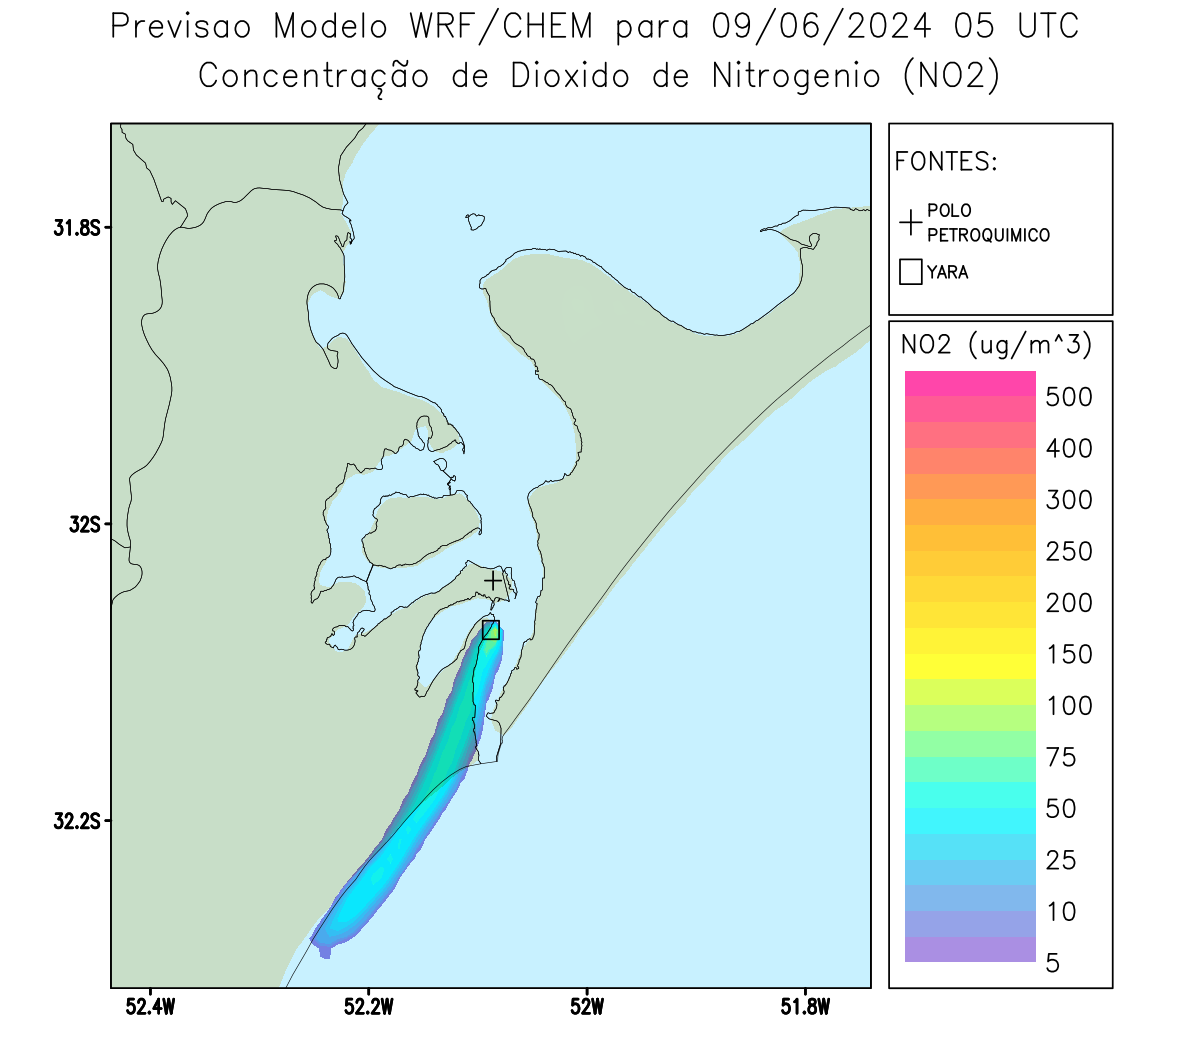 Previsao Modelo WRF/CHEM para 09/06/2024 05 UTC
Concentração de Dioxido de Nitrogenio (NO2)
FONTES:
POLO
PETROQUIMICO
YARA
NO2 (ug/m^3)
500
400
300
250
200
150
100
75
50
25
10
5
31.8S
32S
32.2S
52.4W
52.2W
52W
51.8W